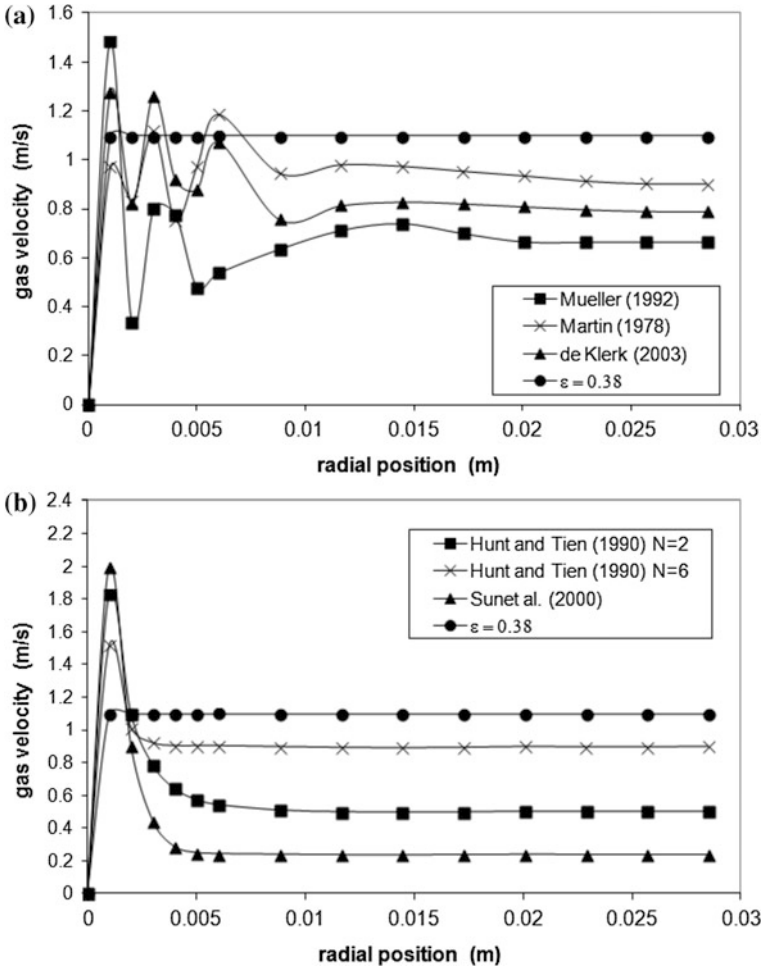 (a)
1.6
1.4
1.2
1
0.8
0.6
0.4
0.2
0
gas velocity (m/s)
Mueller (1992)
Martin (1978)
de Klerk (2003)
ε = 0.38
0 0.005 0.01 0.015 0.02 0.025 0.03
radial position (m)
(b)
2.4
2.2
2
1.8
1.6
1.4
1.2
1
0.8
0.6
0.4
0.2
0
gas velocity (m/s)
Hunt and Tien (1990) N=2
Hunt and Tien (1990) N=6
Sunet al. (2000)
ε = 0.38
0 0.005 0.01 0.015 0.02 0.025 0.03
radial position (m)